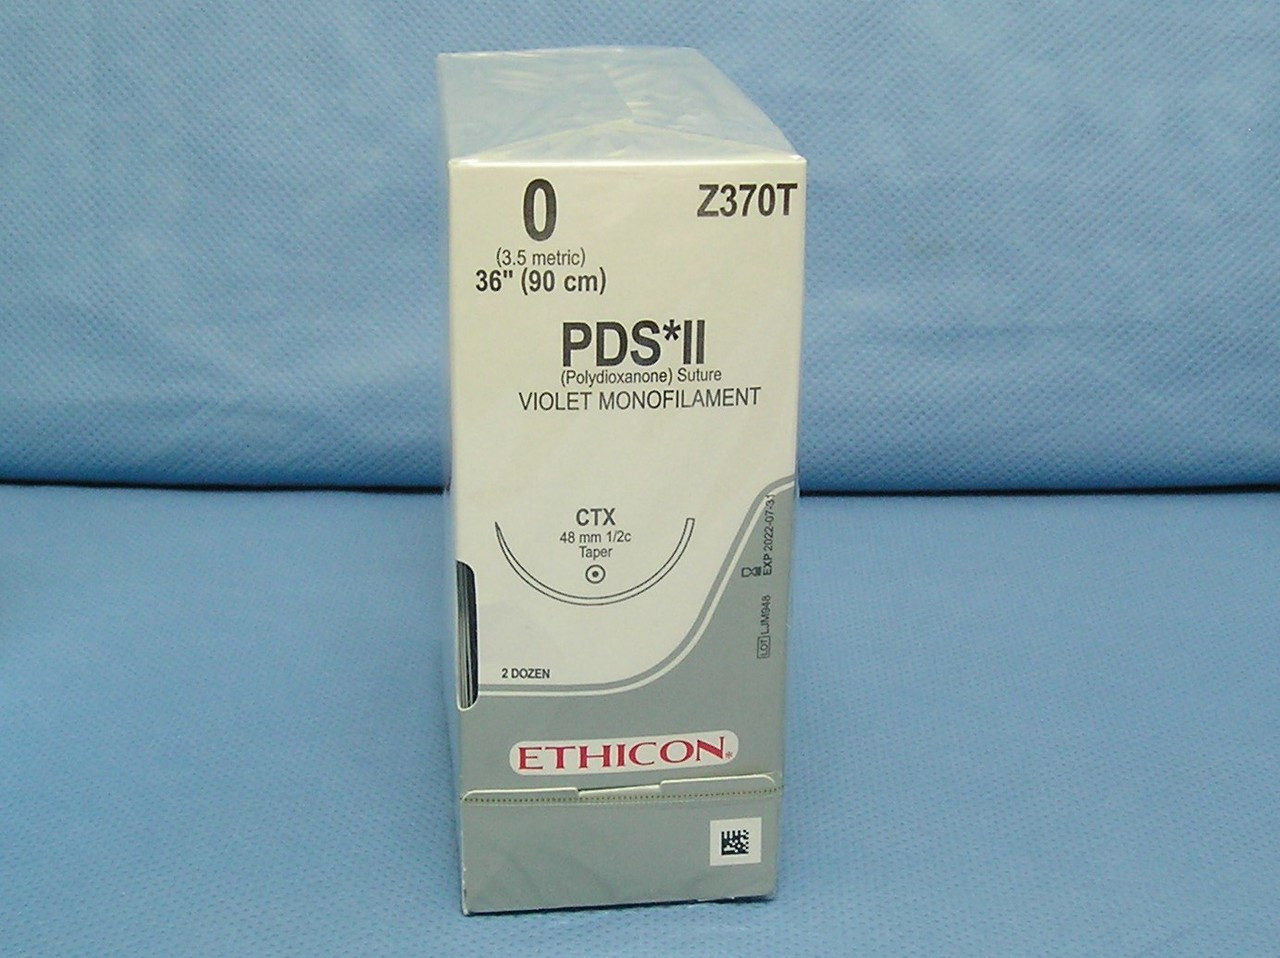 0
Z370T
(3.5 metric)
36" (90 cm)
PDS*II
(Polydioxanone) Suture
VIOLET MONOFILAMENT
CTX
48 mm 1/2c
Taper
EXP 2022-07-31
LOT LJM948
2 DOZEN
ETHICON